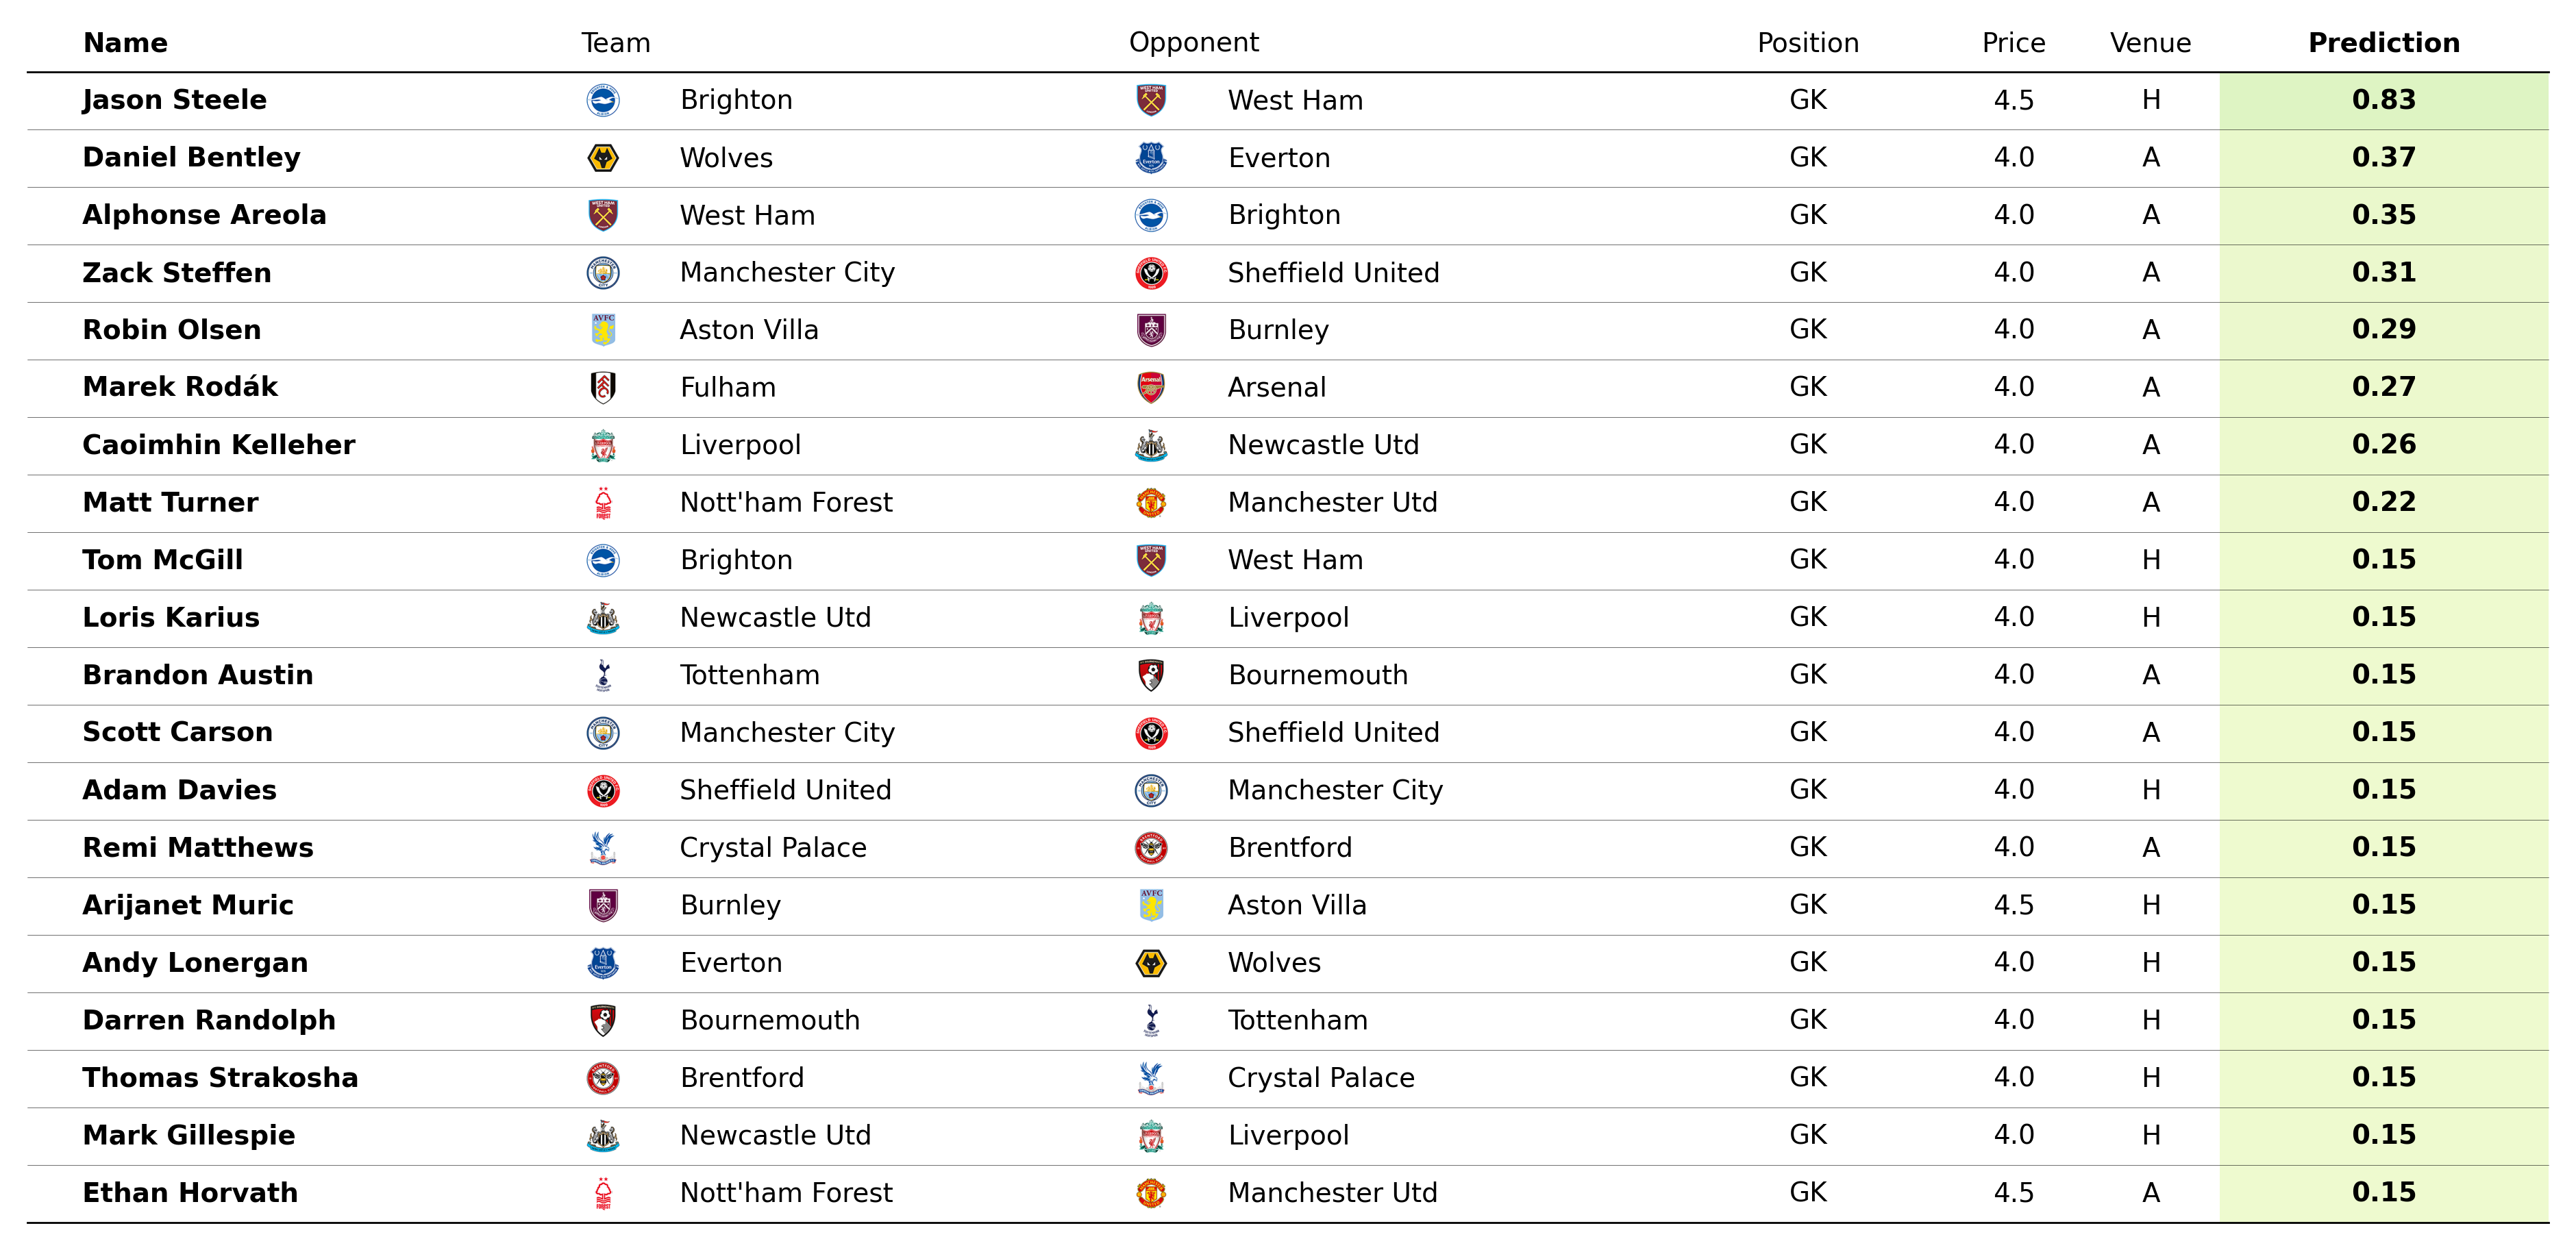 Name Team Opponent Position Price Venue Prediction
Jason Steele Brighton West Ham GK 4.5 H 0.83
Daniel Bentley Wolves Everton GK 4.0 A 0.37
Alphonse Areola West Ham Brighton GK 4.0 A 0.35
Zack Steffen Manchester City Sheffield United GK 4.0 A 0.31
Robin Olsen Aston Villa Burnley GK 4.0 A 0.29
Marek Rodák Fulham Arsenal GK 4.0 A 0.27
Caoimhin Kelleher Liverpool Newcastle Utd GK 4.0 A 0.26
Matt Turner Nott'ham Forest Manchester Utd GK 4.0 A 0.22
Tom McGill Brighton West Ham GK 4.0 H 0.15
Loris Karius Newcastle Utd Liverpool GK 4.0 H 0.15
Brandon Austin Tottenham Bournemouth GK 4.0 A 0.15
Scott Carson Manchester City Sheffield United GK 4.0 A 0.15
Adam Davies Sheffield United Manchester City GK 4.0 H 0.15
Remi Matthews Crystal Palace Brentford GK 4.0 A 0.15
Arijanet Muric Burnley Aston Villa GK 4.5 H 0.15
Andy Lonergan Everton Wolves GK 4.0 H 0.15
Darren Randolph Bournemouth Tottenham GK 4.0 H 0.15
Thomas Strakosha Brentford Crystal Palace GK 4.0 H 0.15
Mark Gillespie Newcastle Utd Liverpool GK 4.0 H 0.15
Ethan Horvath Nott'ham Forest Manchester Utd GK 4.5 A 0.15